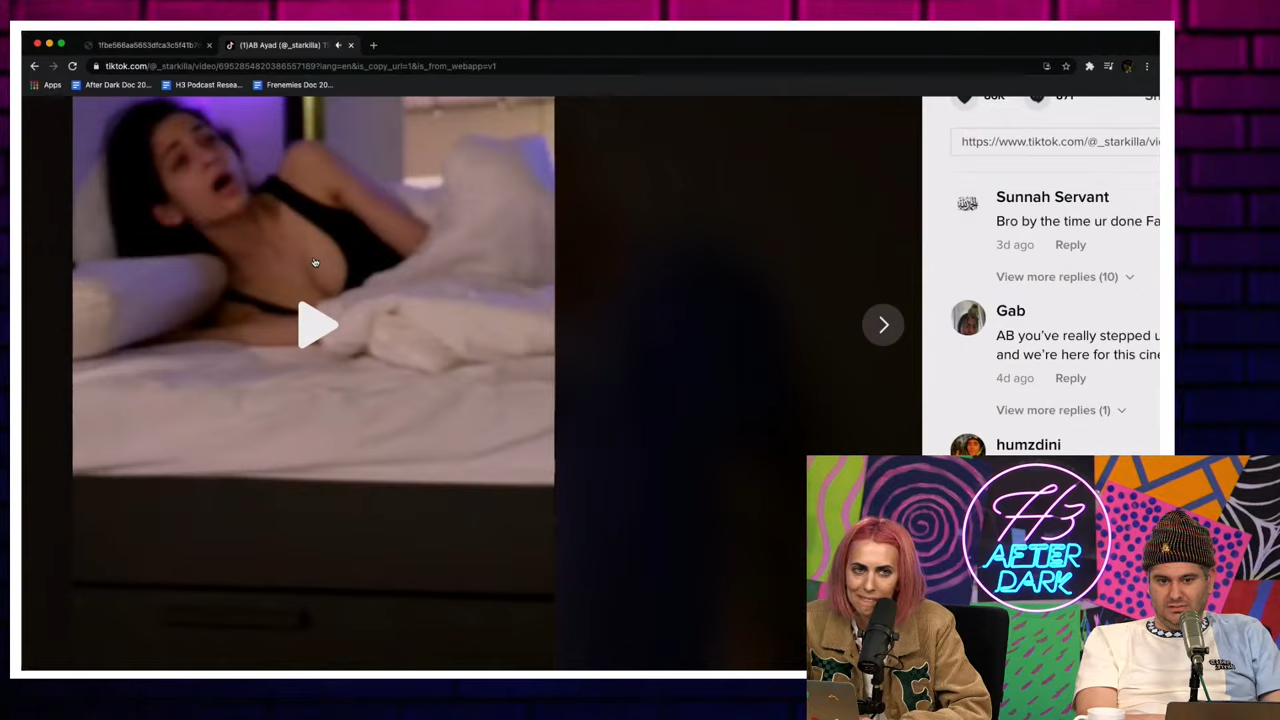 1fbe566aa5653dfca3c5f41b7
(1)AB Ayad (@_starkilla) T
tiktok.com/@_starkilla/video/6952854820386557189?lang=en&is_copy_url=1&is_from_webapp=v1
Apps
After Dark Doc 20...
H3 Podcast Resea...
Frenemies Doc 20...
https://www.tiktok.com/@_starkilla/vi
Sunnah Servant
Bro by the time ur done Fa
3d ago Reply
View more replies (10)
Gab
AB you've really stepped u
and we're here for this cine
4d ago Reply
View more replies (1)
humzdini
H3
AFTER
DARK